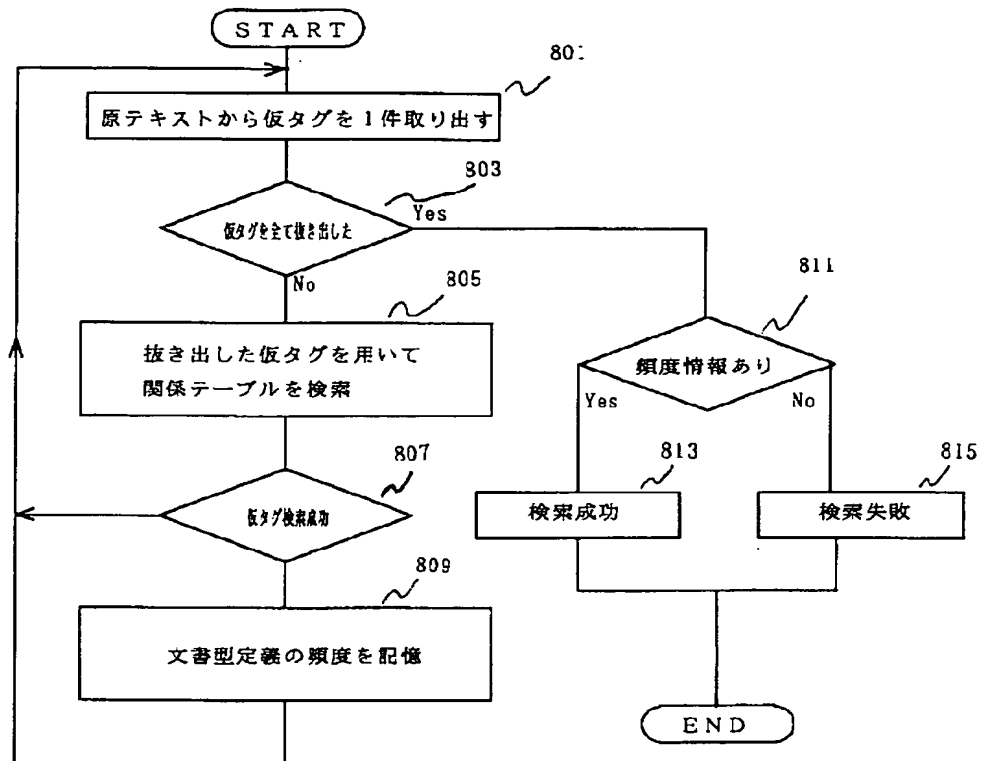 START
801
原テキストから仮タグを1件取り出す
803
仮タグを全て抜き出した
Yes
No
805
抜き出した仮タグを用いて
関係テーブルを検索
807
仮タグ検索成功
809
文書型定義の頻度を記憶
811
頻度情報あり
Yes
No
813
検索成功
815
検索失敗
END